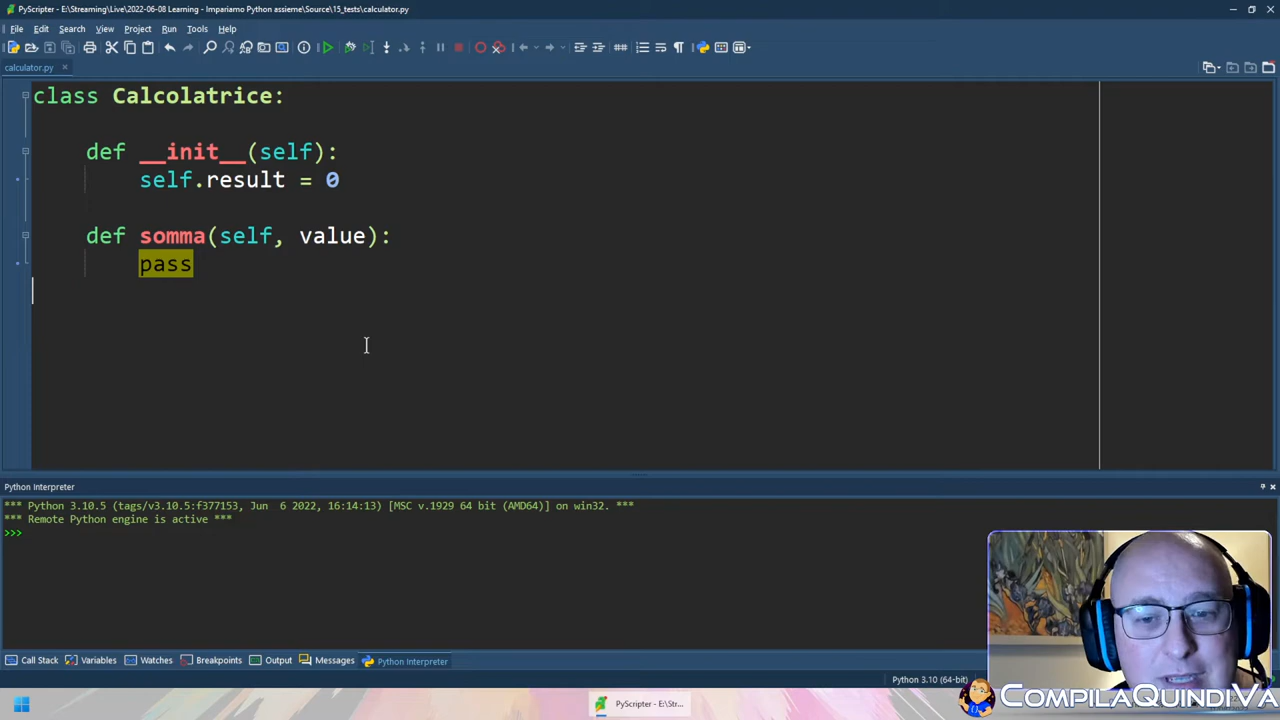 PyScripter - E:\Streaming\Live\2022-06-08 Learning - Impariamo Python assieme\Source\15_tests\calculator.py
File Edit Search View Project Run Tools Help
calculator.py
class Calcolatrice:
def __init__(self):
self.result = 0
def somma(self, value):
pass
Python Interpreter
*** Python 3.10.5 (tags/v3.10.5:f377153, Jun  6 2022, 16:14:13) [MSC v.1929 64 bit (AMD64)] on win32. ***
*** Remote Python engine is active ***
>>>
Call Stack Variables Watches Breakpoints Output Messages Python Interpreter
Python 3.10 (64-bit)
PyScripter - E:\Stre...
COMPILAQUINDIVA